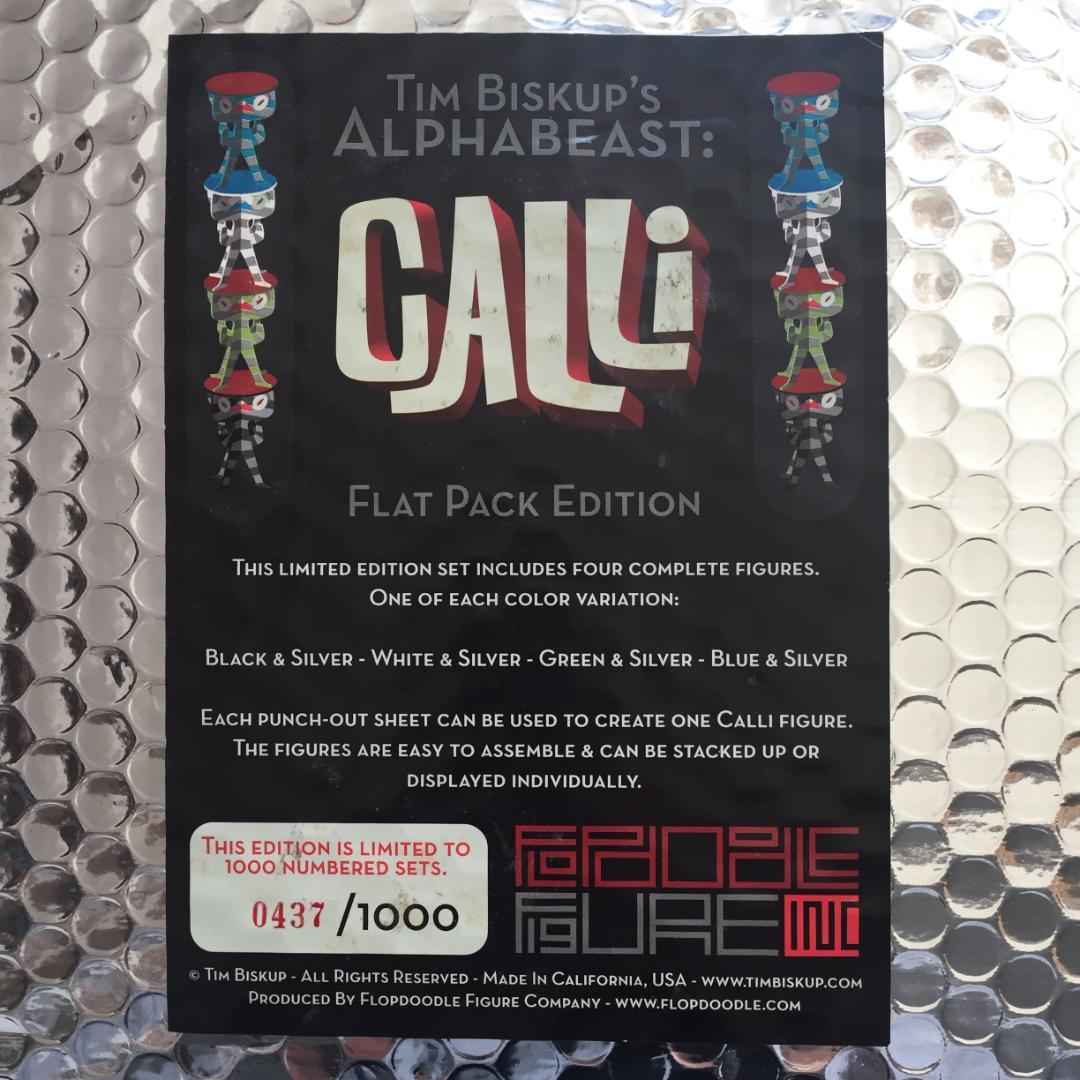 Tim Biskup's
Alphabeast:
CALLi
Flat Pack Edition
This limited edition set includes four complete figures.
One of each color variation:
Black & Silver - White & Silver - Green & Silver - Blue & Silver
Each punch-out sheet can be used to create one Calli figure.
The figures are easy to assemble & can be stacked up or
displayed individually.
This edition is limited to
1000 numbered sets.
0437 /1000
FLOPDOODLE
FIGURE INC
© Tim Biskup - All Rights Reserved - Made In California, USA - www.timbiskup.com
Produced By Flopdoodle Figure Company - www.flopdoodle.com